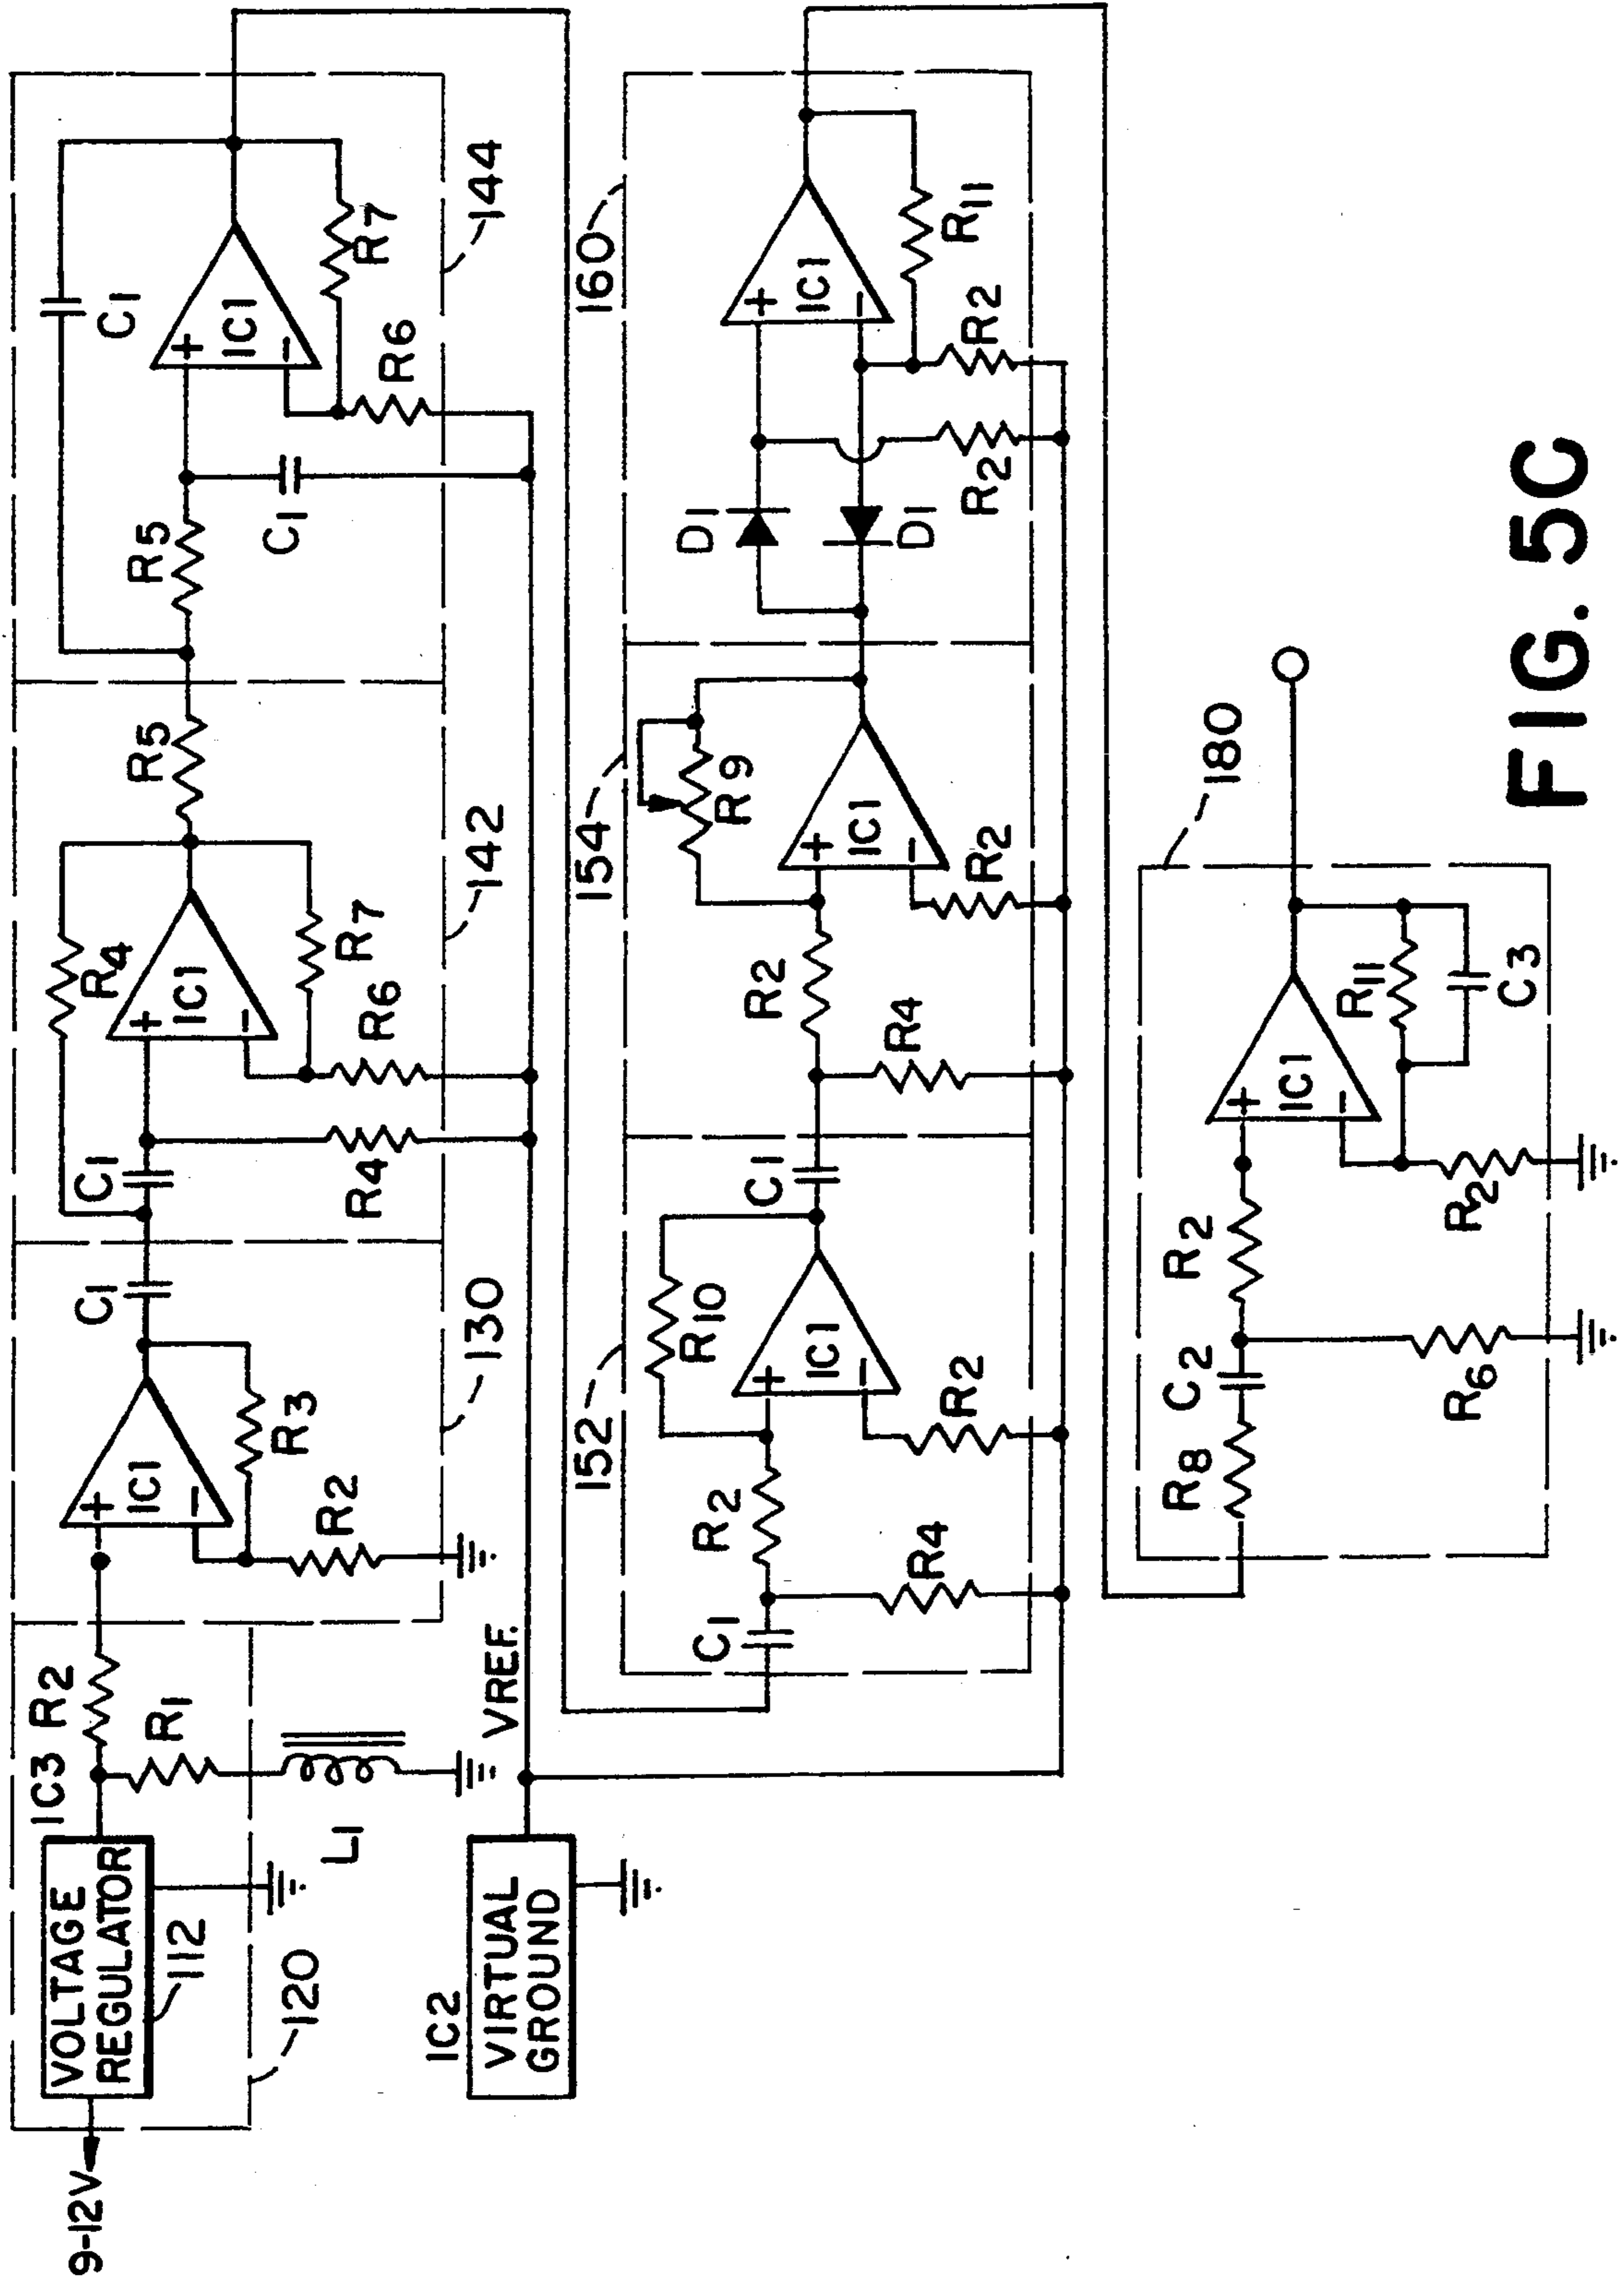 9-12V
VOLTAGE
REGULATOR
112
120
IC3
R2
R1
L1
+
IC1
-
R3
R2
130
C1
C1
R4
R4
+
IC1
-
R7
R6
142
R5
R5
C1
C1
+
IC1
-
R7
R6
144
IC2
VIRTUAL
GROUND
VREF.
152
C1
R4
R2
R10
+
IC1
-
R2
C1
154
R4
R2
R9
+
IC1
-
R2
160
D1
D1
R2
R2
+
IC1
-
R11
180
R8
C2
R6
R2
+
IC1
-
R2
R11
C3
FIG. 5C